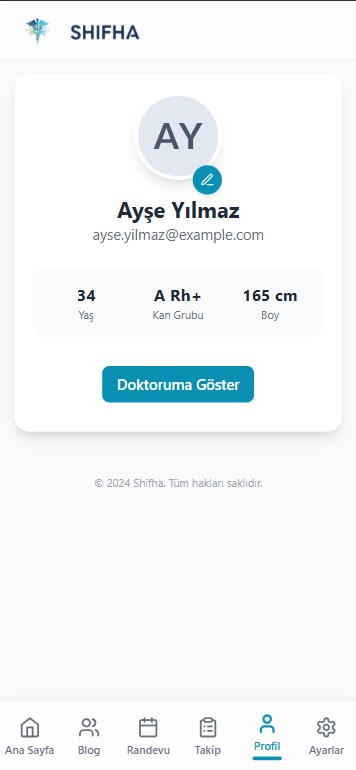 SHIFHA
AY
Ayşe Yılmaz
ayse.yilmaz@example.com
34 A Rh+ 165 cm
Yaş Kan Grubu Boy
Doktoruma Göster
© 2024 Shifha. Tüm hakları saklıdır.
Ana Sayfa Blog Randevu Takip Profil Ayarlar